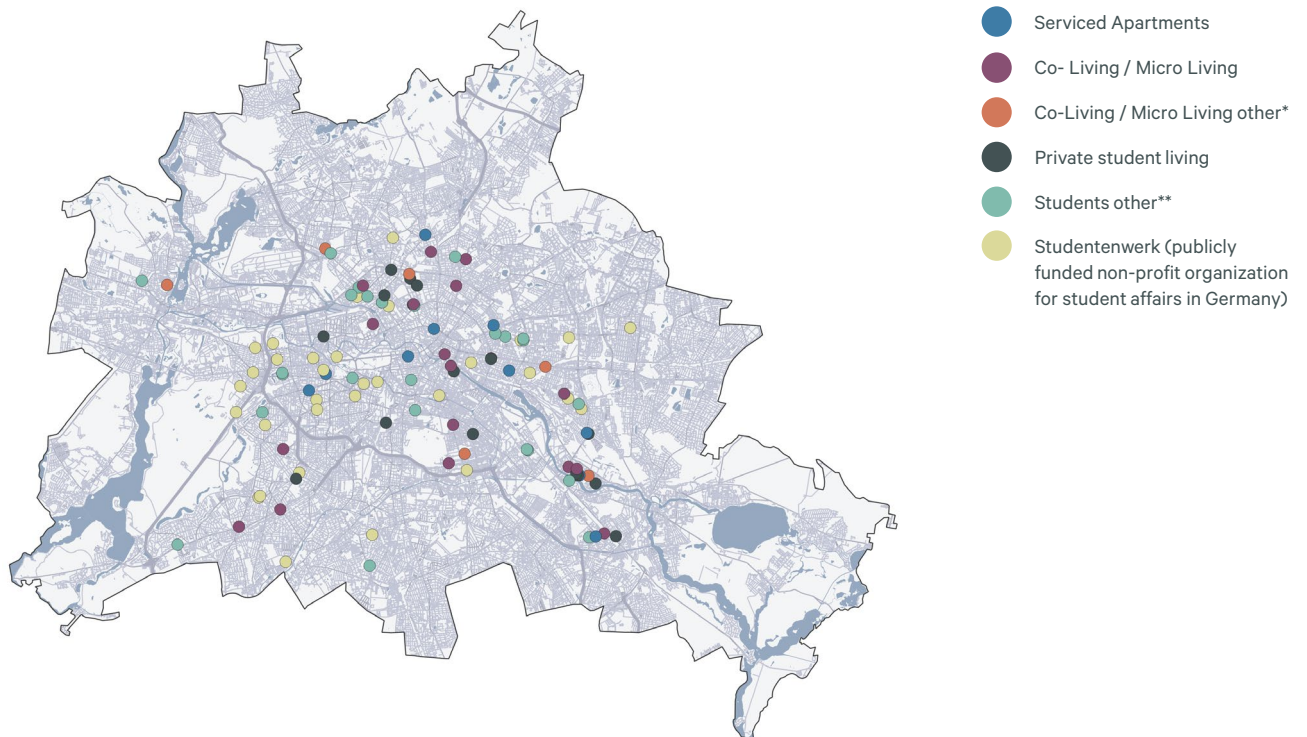 Serviced Apartments
Co- Living / Micro Living
Co-Living / Micro Living other*
Private student living
Students other**
Studentenwerk (publicly
funded non-profit organization
for student affairs in Germany)